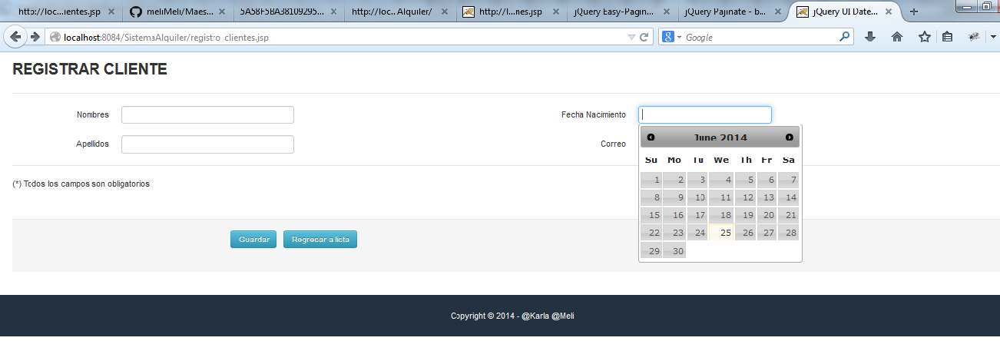 http://loc...ientes.jsp meliMeli/Maes... 5A58F5BA38109295... http://loc...Alquiler/ http://l...nes.jsp jQuery Easy-Pagin... jQuery Pajinate - b... jQuery UI Date...
localhost:8084/SistemaAlquiler/registro_clientes.jsp Google
REGISTRAR CLIENTE
Nombres Fecha Nacimiento
Apellidos Correo
June 2014
Su Mo Tu We Th Fr Sa
1 2 3 4 5 6 7
8 9 10 11 12 13 14
15 16 17 18 19 20 21
22 23 24 25 26 27 28
29 30
(*) Todos los campos son obligatorios
Guardar Regresar a lista
Copyright © 2014 - @Karla @Meli